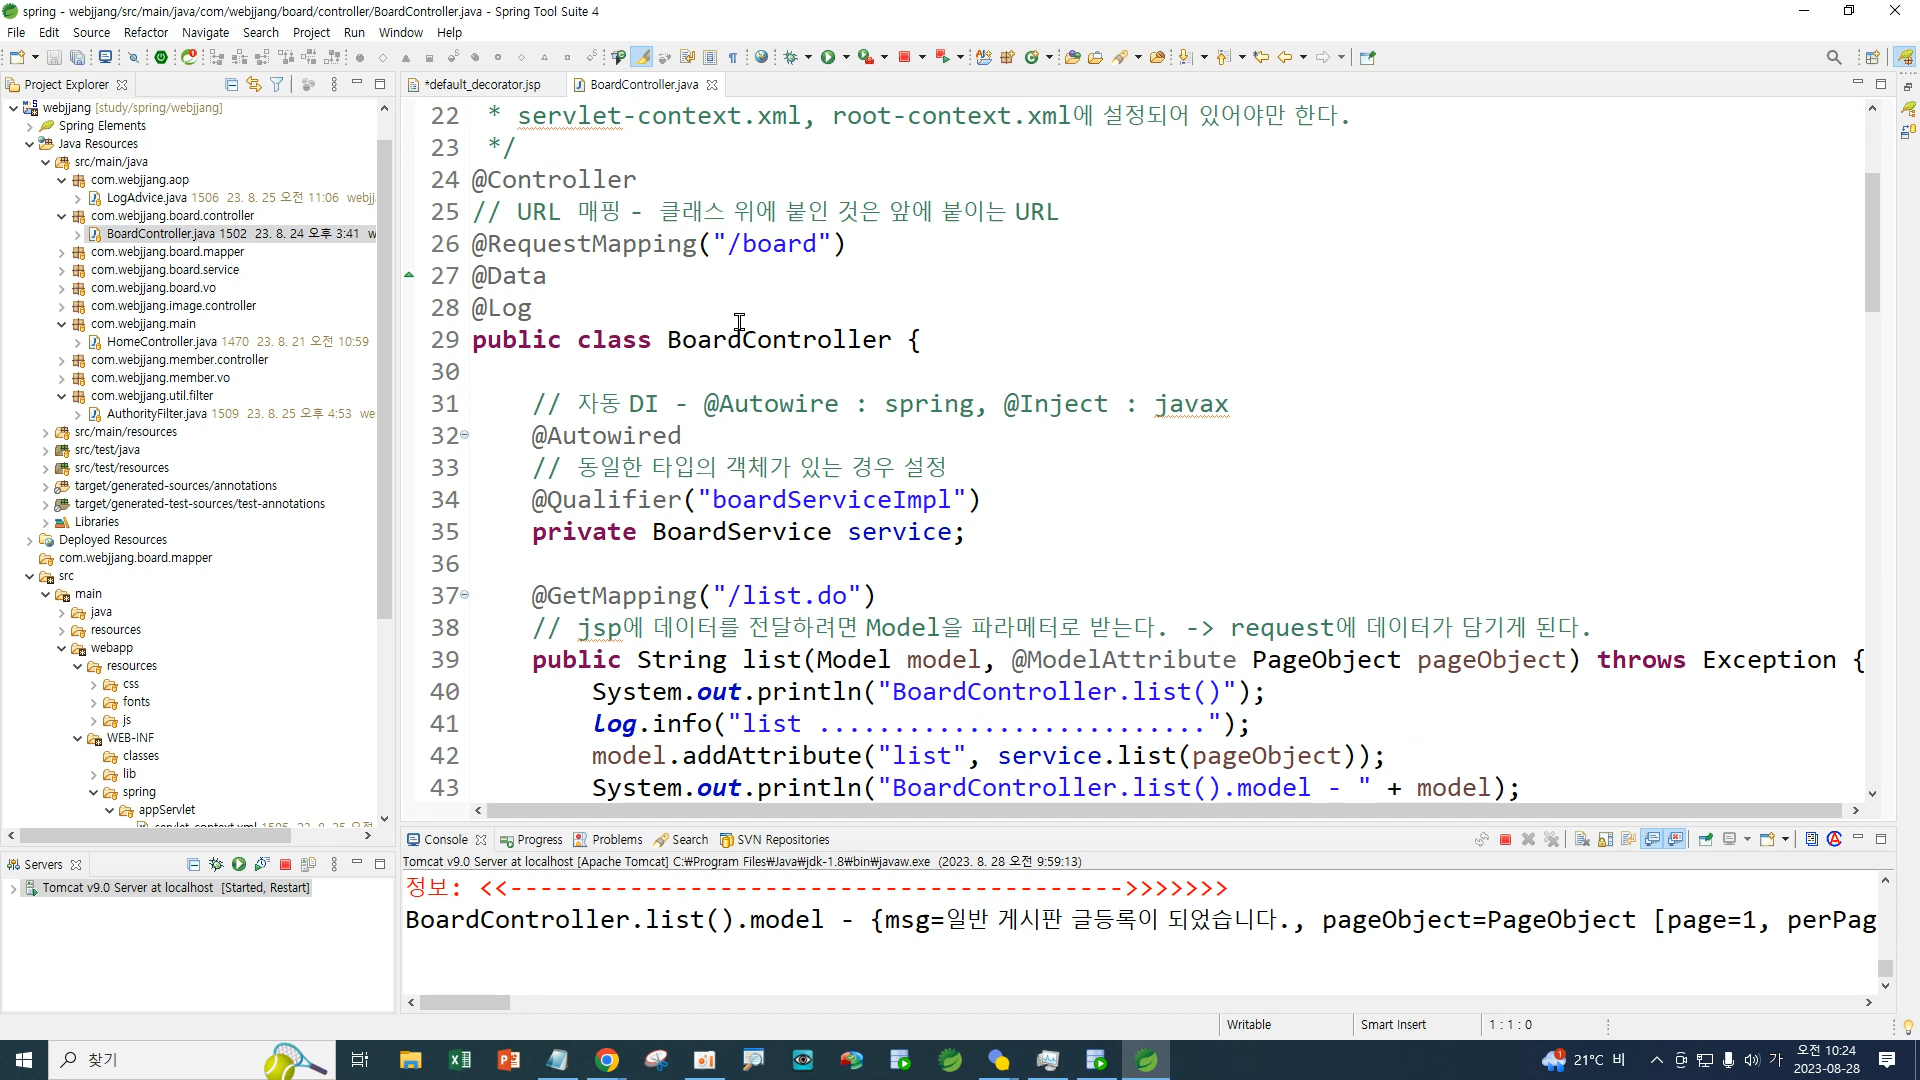 spring - webjjang/src/main/java/com/webjjang/board/controller/BoardController.java - Spring Tool Suite 4
File Edit Source Refactor Navigate Search Project Run Window Help
Project Explorer
*default_decorator.jsp
BoardController.java
webjjang [study/spring/webjjang]
Spring Elements
Java Resources
src/main/java
com.webjjang.aop
LogAdvice.java 1506 23. 8. 25 오전 11:06 webjj
com.webjjang.board.controller
BoardController.java 1502 23. 8. 24 오후 3:41 w
com.webjjang.board.mapper
com.webjjang.board.service
com.webjjang.board.vo
com.webjjang.image.controller
com.webjjang.main
HomeController.java 1470 23. 8. 21 오전 10:59
com.webjjang.member.controller
com.webjjang.member.vo
com.webjjang.util.filter
AuthorityFilter.java 1509 23. 8. 25 오후 4:53 we
src/main/resources
src/test/java
src/test/resources
target/generated-sources/annotations
target/generated-test-sources/test-annotations
Libraries
Deployed Resources
com.webjjang.board.mapper
src
main
java
resources
webapp
resources
css
fonts
js
WEB-INF
classes
lib
spring
appServlet
22 * servlet-context.xml, root-context.xml에 설정되어 있어야만 한다.
23 */
24 @Controller
25 // URL 매핑 - 클래스 위에 붙인 것은 앞에 붙이는 URL
26 @RequestMapping("/board")
27 @Data
28 @Log
29 public class BoardController {
30
31 // 자동 DI - @Autowire : spring, @Inject : javax
32 @Autowired
33 // 동일한 타입의 객체가 있는 경우 설정
34 @Qualifier("boardServiceImpl")
35 private BoardService service;
36
37 @GetMapping("/list.do")
38 // jsp에 데이터를 전달하려면 Model을 파라메터로 받는다. -> request에 데이터가 담기게 된다.
39 public String list(Model model, @ModelAttribute PageObject pageObject) throws Exception {
40 System.out.println("BoardController.list()");
41 log.info("list ..........................");
42 model.addAttribute("list", service.list(pageObject));
43 System.out.println("BoardController.list().model - " + model);
Servers
Tomcat v9.0 Server at localhost [Started, Restart]
Console Progress Problems Search SVN Repositories
Tomcat v9.0 Server at localhost [Apache Tomcat] C:₩Program Files₩Java₩jdk-1.8₩bin₩javaw.exe (2023. 8. 28 오전 9:59:13)
정보: <<----------------------------------------->>>>>>>
BoardController.list().model - {msg=일반 게시판 글등록이 되었습니다., pageObject=PageObject [page=1, perPag
Writable Smart Insert 1 : 1 : 0
찾기
21°C 비
가
오전 10:24
2023-08-28